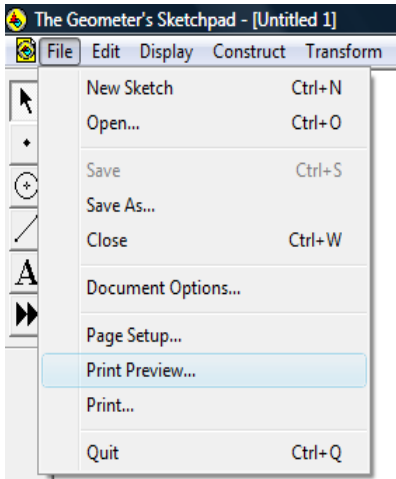 The Geometer's Sketchpad - [Untitled 1]
File Edit Display Construct Transform
New Sketch Ctrl+N
Open... Ctrl+O
Save Ctrl+S
Save As...
Close Ctrl+W
A
Document Options...
Page Setup...
Print Preview...
Print...
Quit Ctrl+Q